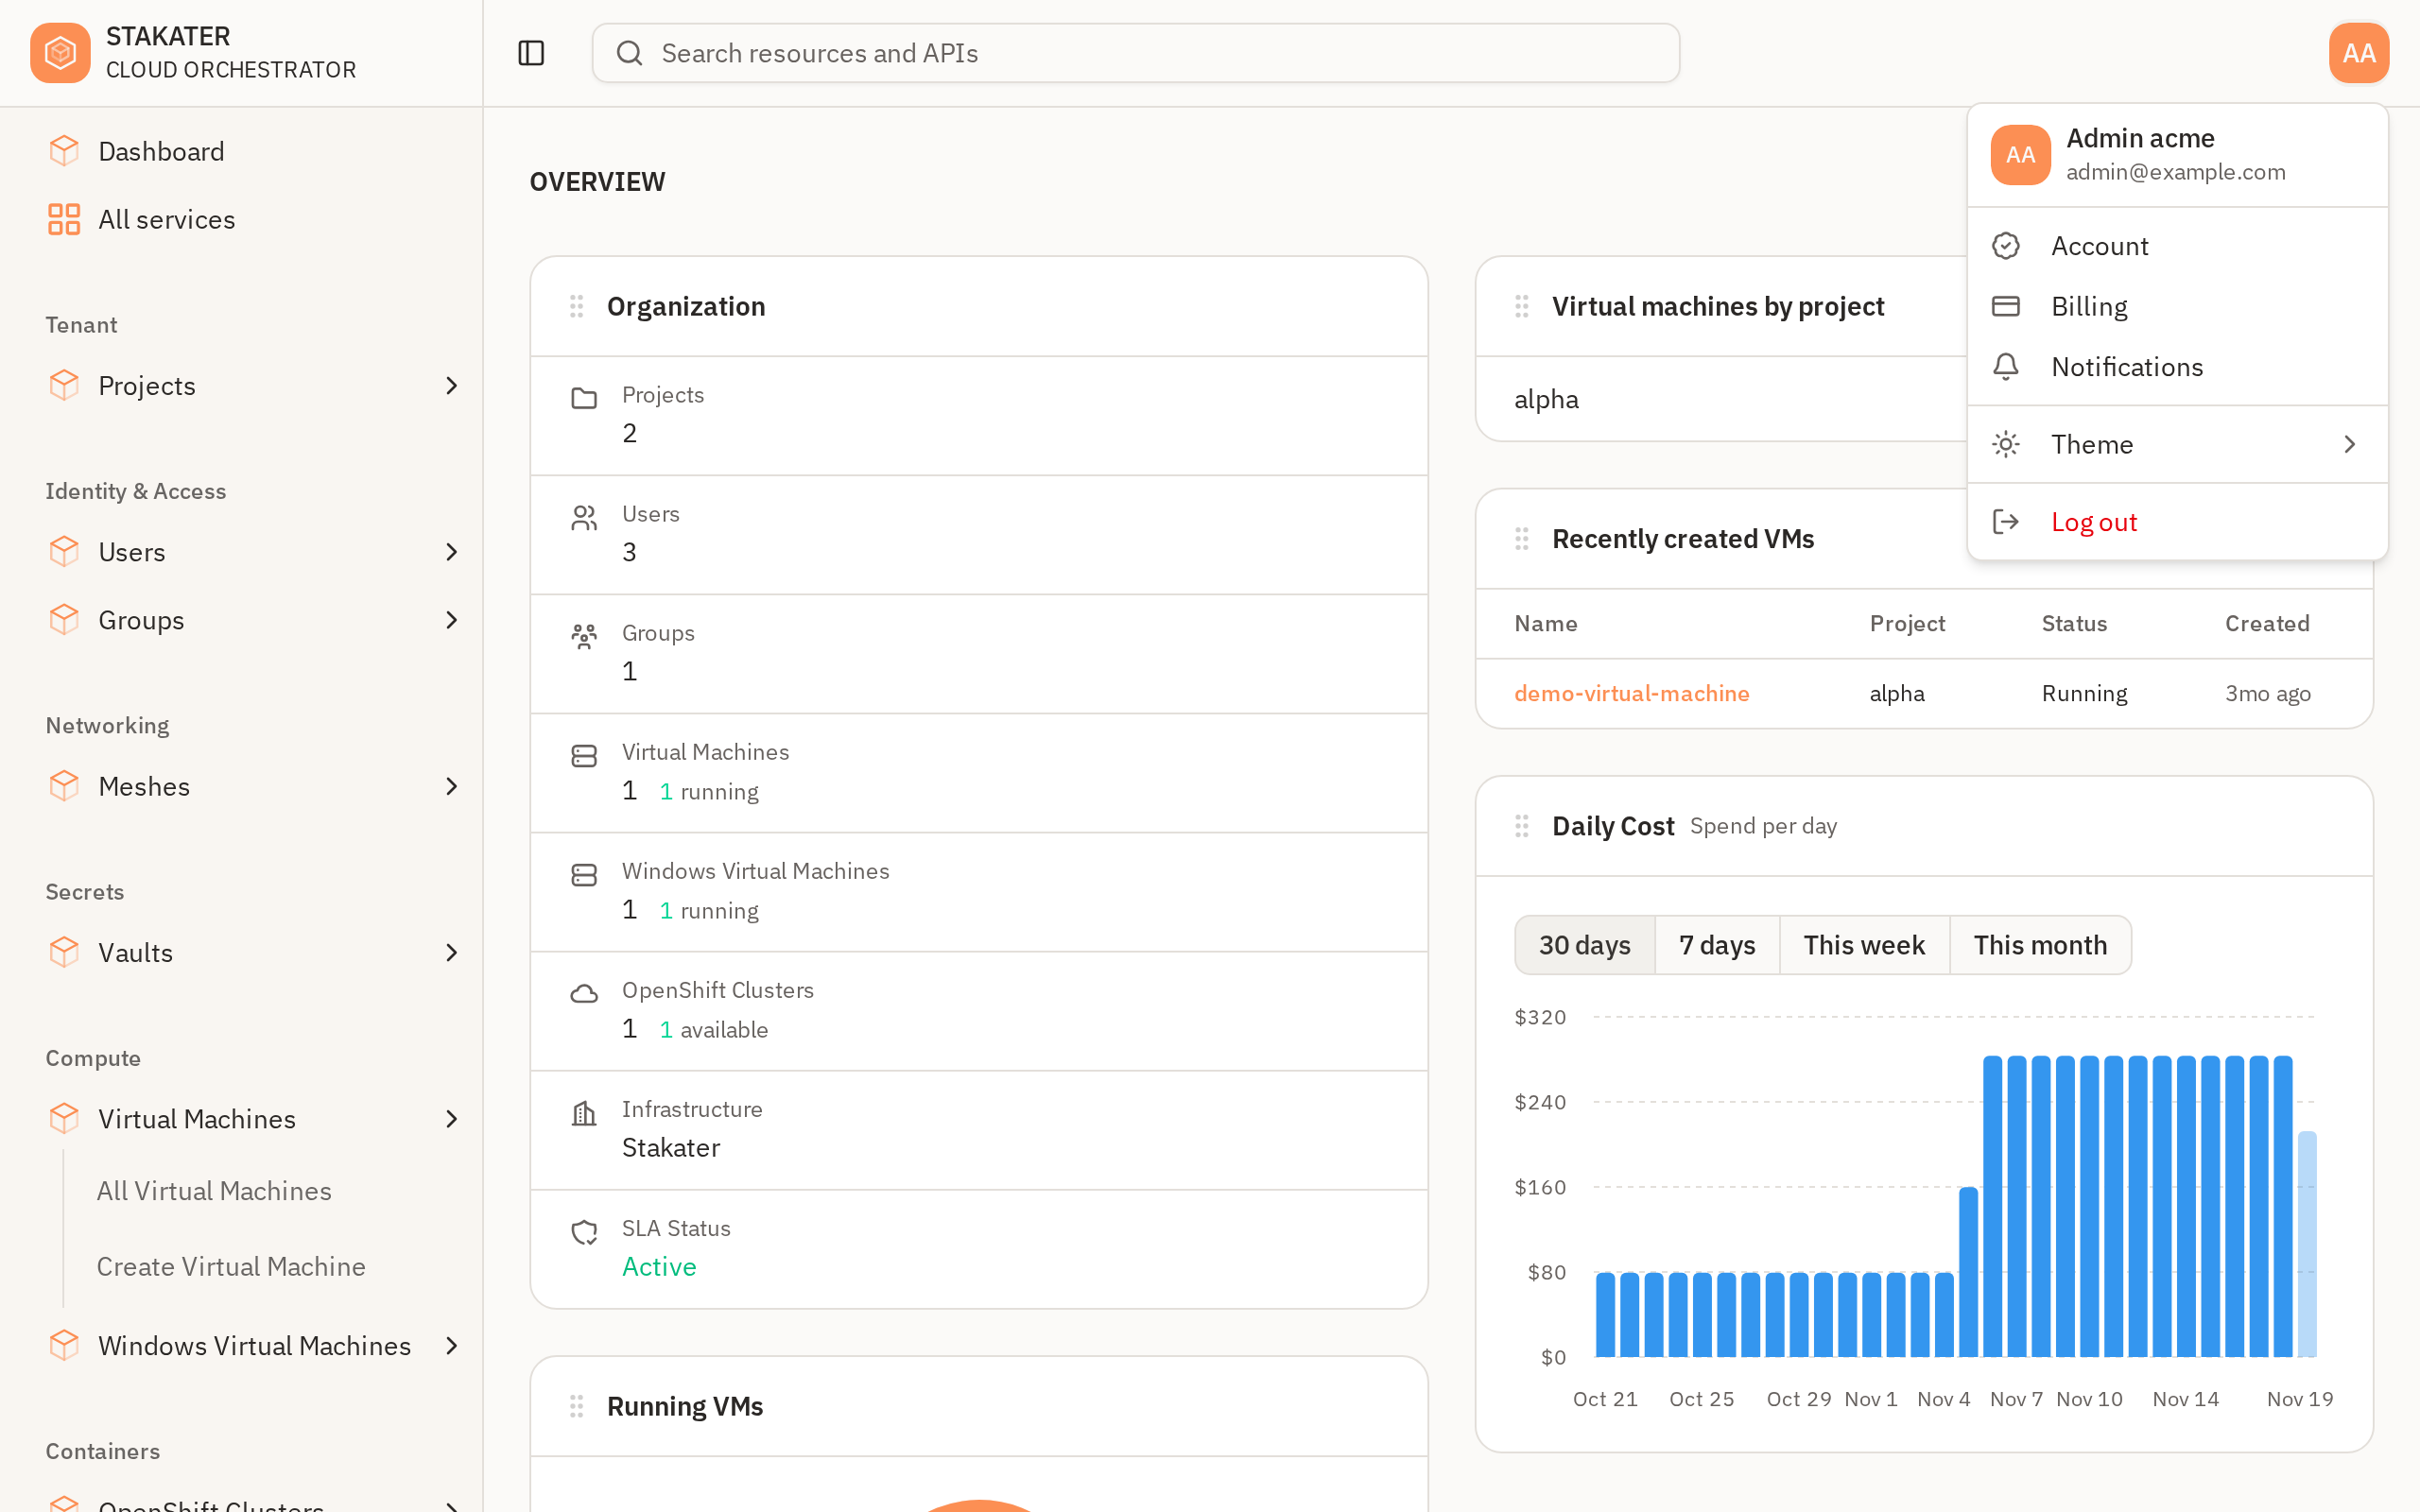 STAKATER
CLOUD ORCHESTRATOR
Search resources and APIs
AA
Dashboard
All services
Tenant
Projects
Identity & Access
Users
Groups
Networking
Meshes
Secrets
Vaults
Compute
Virtual Machines
All Virtual Machines
Create Virtual Machine
Windows Virtual Machines
Containers
OpenShift Clusters
OVERVIEW
Organization
Projects
2
Users
3
Groups
1
Virtual Machines
1 1 running
Windows Virtual Machines
1 1 running
OpenShift Clusters
1 1 available
Infrastructure
Stakater
SLA Status
Active
Running VMs
Virtual machines by project
alpha
Recently created VMs
Name Project Status Created
demo-virtual-machine alpha Running 3mo ago
Daily Cost Spend per day
30 days 7 days This week This month
$320
$240
$160
$80
$0
Oct 21 Oct 25 Oct 29 Nov 1 Nov 4 Nov 7 Nov 10 Nov 14 Nov 19
AA
Admin acme
admin@example.com
Account
Billing
Notifications
Theme
Log out